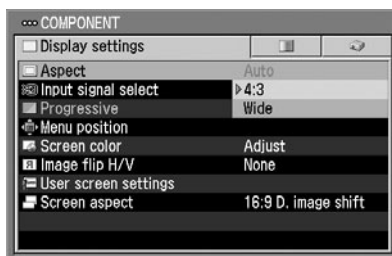 COMPONENT
Display settings
Aspect Auto
Input signal select 4:3
Progressive Wide
Menu position
Screen color Adjust
Image flip H/V None
User screen settings
Screen aspect 16:9 D. image shift